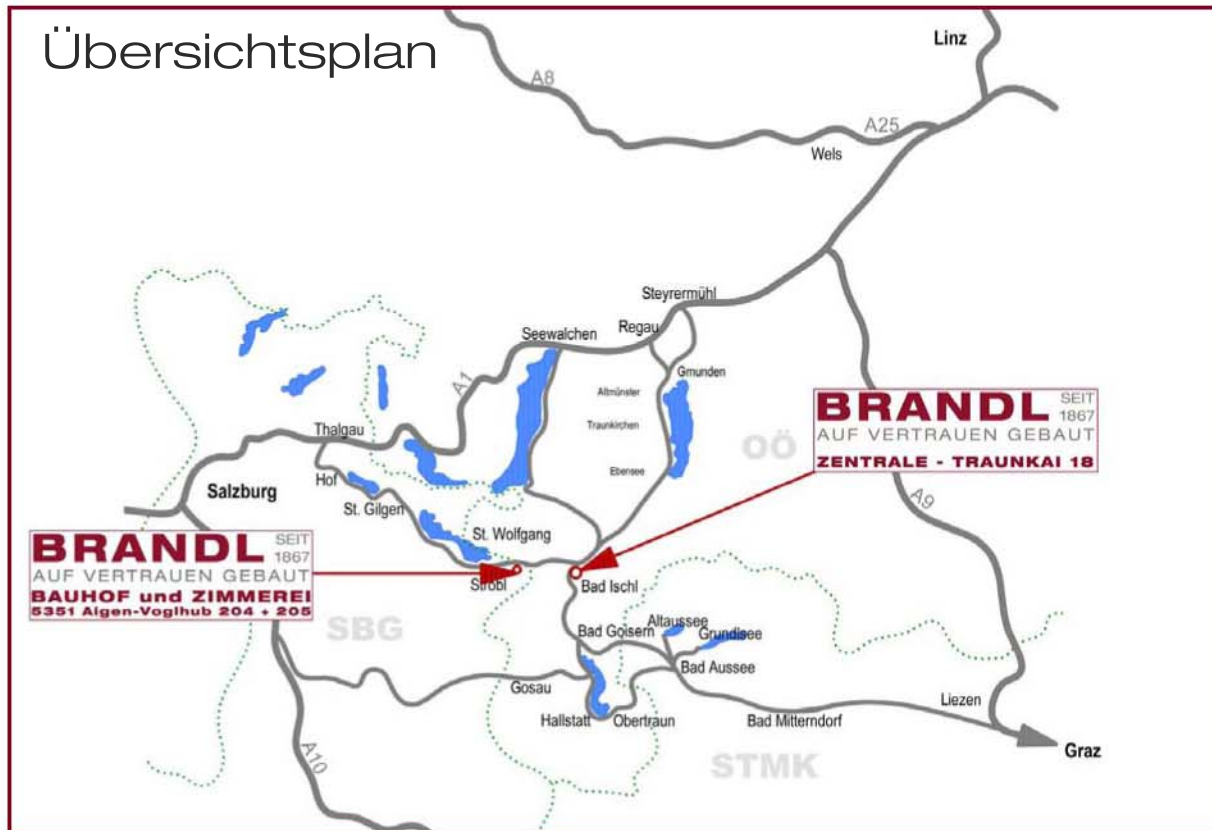 Übersichtsplan
Linz
A8
A25
Wels
Steyrermühl
Regau
Seewalchen
A1
Gmunden
Altmünster
Traunkirchen
Ebensee
OÖ
BRANDL SEIT 1867
AUF VERTRAUEN GEBAUT
ZENTRALE - TRAUNKAI 18
Thalgau
Hof
Salzburg
St. Gilgen
St. Wolfgang
A9
BRANDL SEIT 1867
AUF VERTRAUEN GEBAUT
BAUHOF und ZIMMEREI
5351 Aigen-Voglhub 204 + 205
Strobl
Bad Ischl
SBG
Bad Goisern
Altaussee
Grundlsee
Bad Aussee
Gosau
Hallstatt
Obertraun
Bad Mitterndorf
Liezen
A10
STMK
Graz